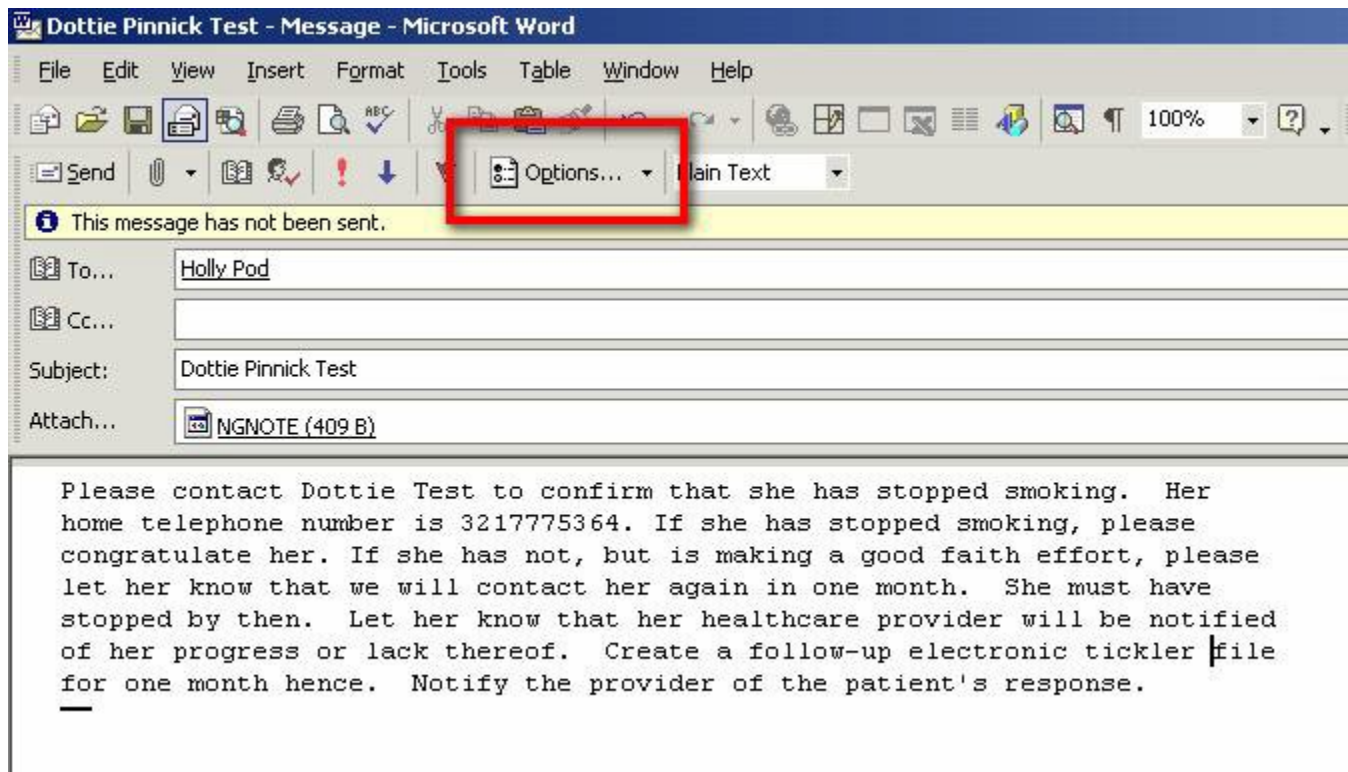 Dottie Pinnick Test - Message - Microsoft Word
File Edit View Insert Format Tools Table Window Help
ABC 100%
Send Options... Plain Text
This message has not been sent.
To... Holly Pod
Cc...
Subject: Dottie Pinnick Test
Attach... NGNOTE (409 B)
Please contact Dottie Test to confirm that she has stopped smoking. Her
home telephone number is 3217775364. If she has stopped smoking, please
congratulate her. If she has not, but is making a good faith effort, please
let her know that we will contact her again in one month. She must have
stopped by then. Let her know that her healthcare provider will be notified
of her progress or lack thereof. Create a follow-up electronic tickler file
for one month hence. Notify the provider of the patient's response.